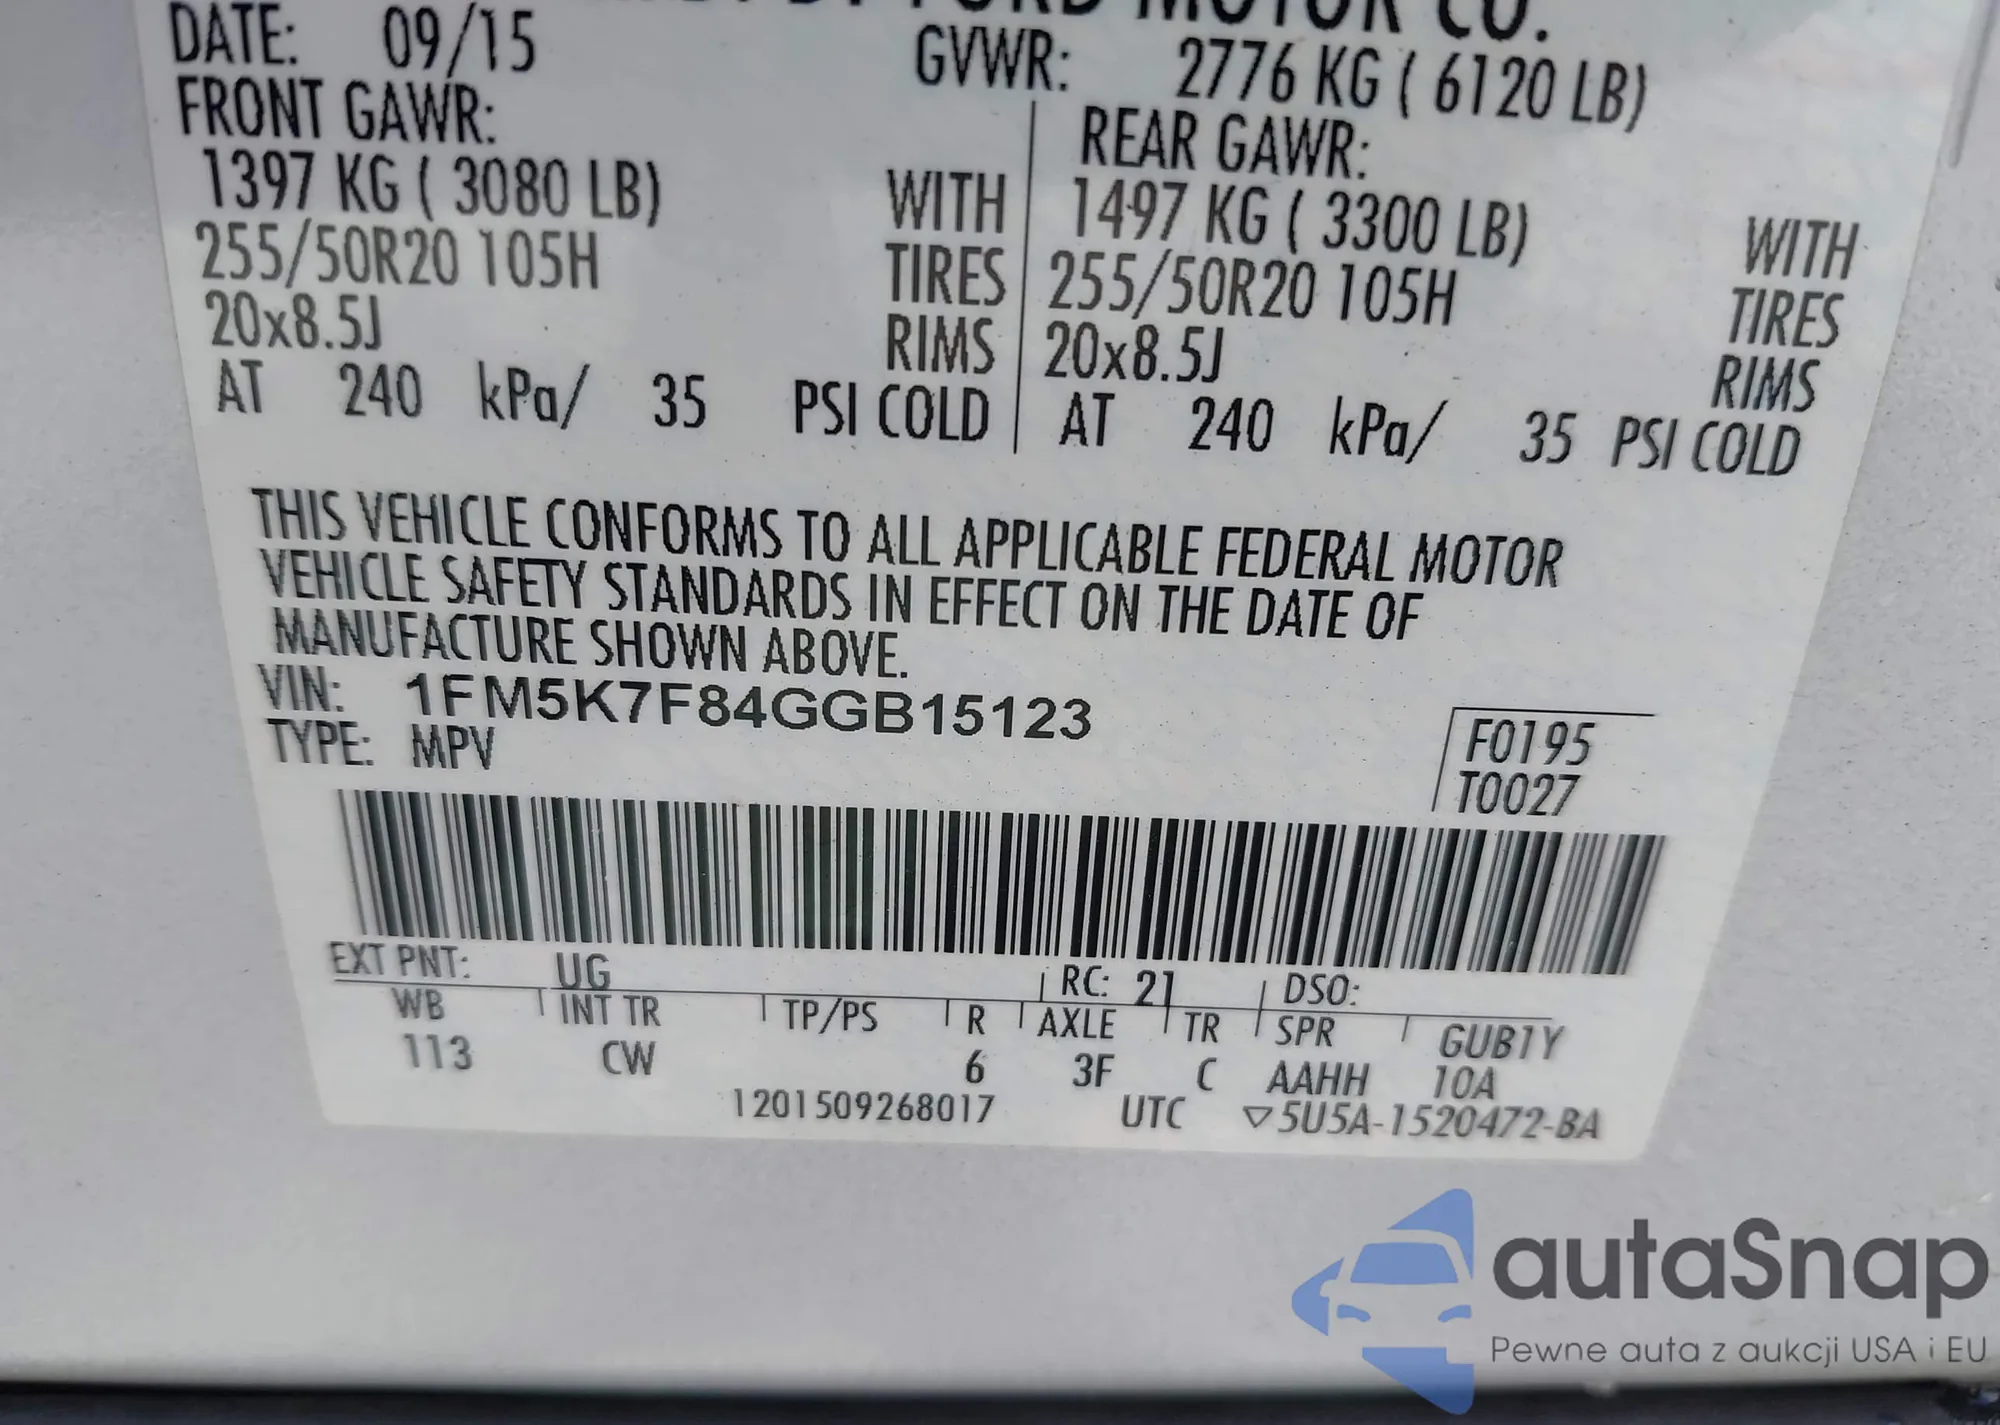 FORD MOTOR CO.
DATE: 09/15 GVWR: 2776 KG ( 6120 LB)
FRONT GAWR: REAR GAWR:
1397 KG ( 3080 LB) WITH 1497 KG ( 3300 LB) WITH
255/50R20 105H TIRES 255/50R20 105H TIRES
20x8.5J RIMS 20x8.5J RIMS
AT 240 kPa/ 35 PSI COLD AT 240 kPa/ 35 PSI COLD
THIS VEHICLE CONFORMS TO ALL APPLICABLE FEDERAL MOTOR
VEHICLE SAFETY STANDARDS IN EFFECT ON THE DATE OF
MANUFACTURE SHOWN ABOVE.
VIN: 1FM5K7F84GGB15123
TYPE: MPV
F0195
T0027
EXT PNT: UG RC: 21 DSO:
WB INT TR TP/PS R AXLE TR SPR GUB1Y
113 CW 6 3F C AAHH 10A
1201509268017 UTC ▽5U5A-1520472-BA
autaSnap
Pewne auta z aukcji USA i EU